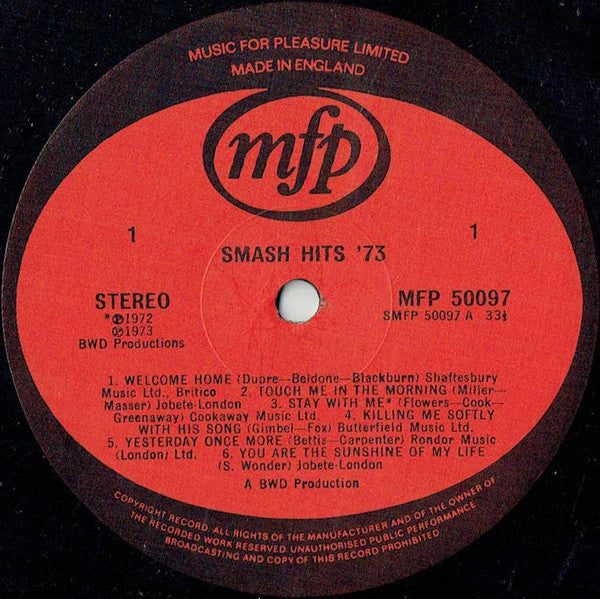 MUSIC FOR PLEASURE LIMITED
MADE IN ENGLAND
mfp
1
1
SMASH HITS '73
STEREO
*℗1972
℗1973
BWD Productions
MFP 50097
SMFP 50097 A 33⅓
1. WELCOME HOME (Dupre—Beldone—Blackburn) Shaftesbury
Music Ltd., Britico 2. TOUCH ME IN THE MORNING (Miller—
Masser) Jobete-London 3. STAY WITH ME* (Flowers—Cook—
Greenaway) Cookaway Music Ltd. 4. KILLING ME SOFTLY
WITH HIS SONG (Gimbel—Fox) Butterfield Music Ltd.
5. YESTERDAY ONCE MORE (Bettis—Carpenter) Rondor Music
(London) Ltd. 6. YOU ARE THE SUNSHINE OF MY LIFE
(S. Wonder) Jobete-London
A BWD Production
COPYRIGHT RECORD. ALL RIGHTS OF THE MANUFACTURER AND OF THE OWNER OF
THE RECORDED WORK RESERVED. UNAUTHORISED PUBLIC PERFORMANCE
BROADCASTING AND COPY OF THIS RECORD PROHIBITED